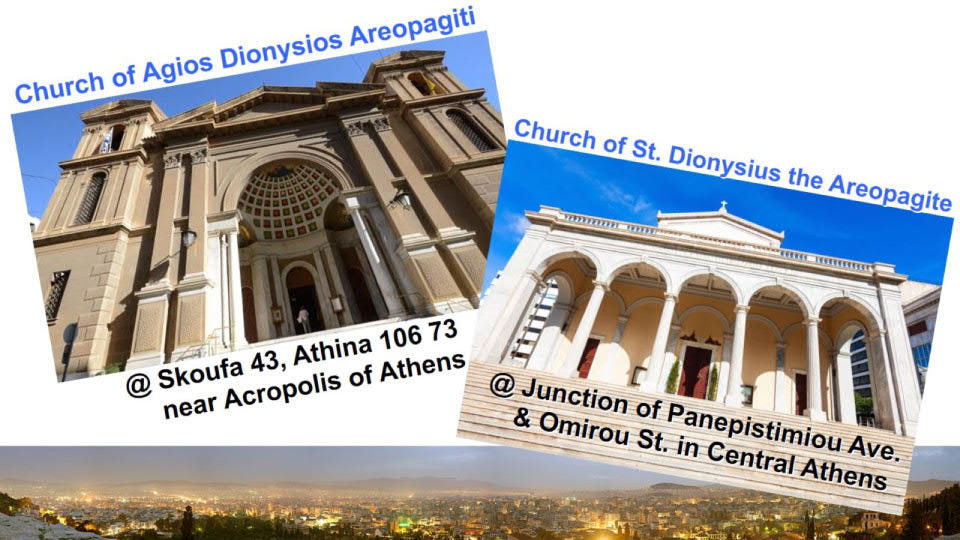 Church of Agios Dionysios Areopagiti
@ Skoufa 43, Athina 106 73
near Acropolis of Athens
Church of St. Dionysius the Areopagite
@ Junction of Panepistimiou Ave.
& Omirou St. in Central Athens